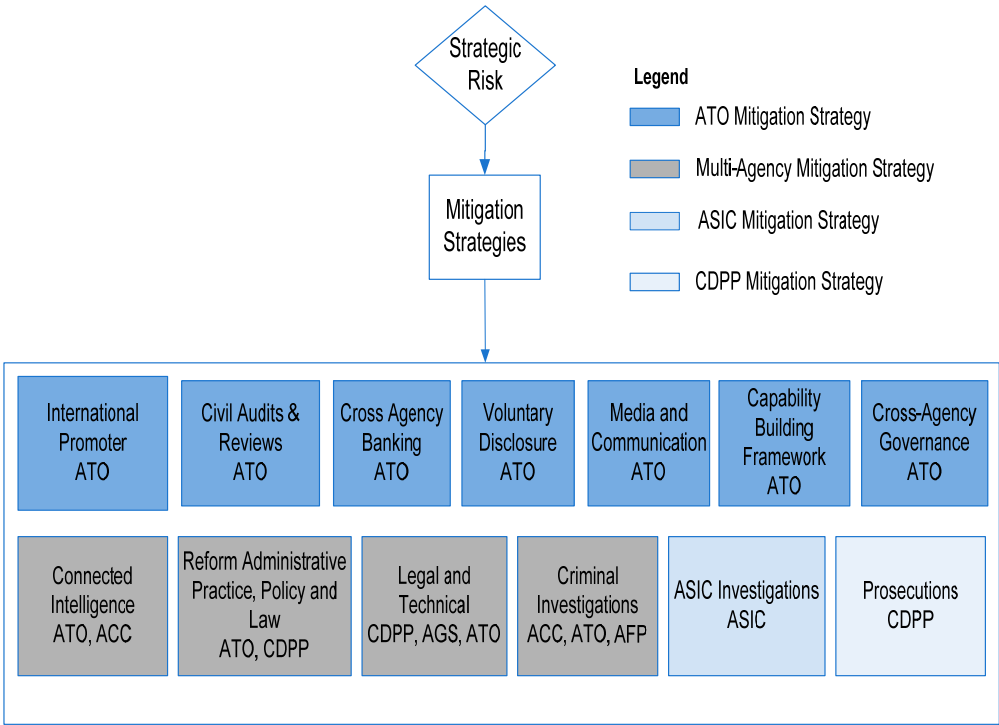 Strategic
Risk
Legend
ATO Mitigation Strategy
Multi-Agency Mitigation Strategy
ASIC Mitigation Strategy
CDPP Mitigation Strategy
Mitigation
Strategies
International
Promoter
ATO
Civil Audits &
Reviews
ATO
Cross Agency
Banking
ATO
Voluntary
Disclosure
ATO
Media and
Communication
ATO
Capability
Building
Framework
ATO
Cross-Agency
Governance
ATO
Connected
Intelligence
ATO, ACC
Reform Administrative
Practice, Policy and
Law
ATO, CDPP
Legal and
Technical
CDPP, AGS, ATO
Criminal
Investigations
ACC, ATO, AFP
ASIC Investigations
ASIC
Prosecutions
CDPP